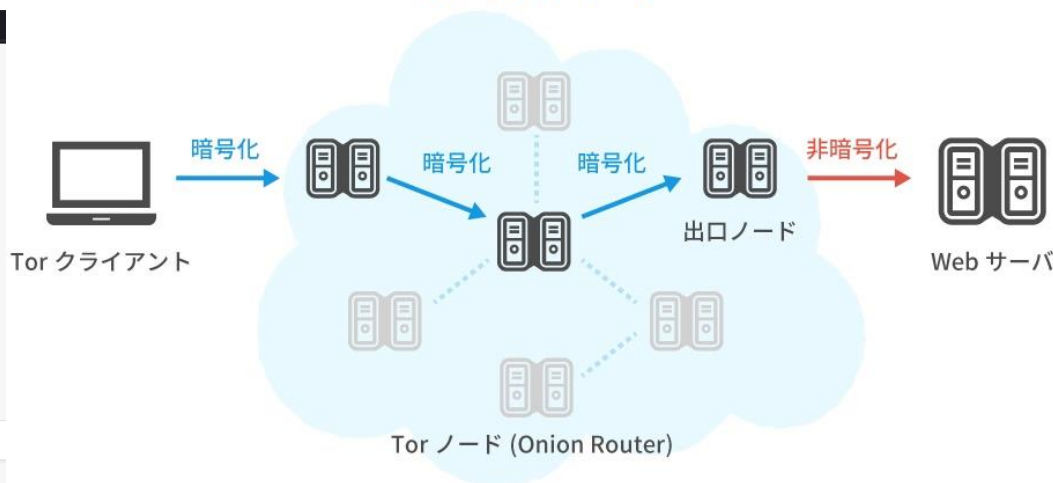 暗号化
暗号化
暗号化
非暗号化
出口ノード
Tor クライアント
Web サーバ
Tor ノード (Onion Router)